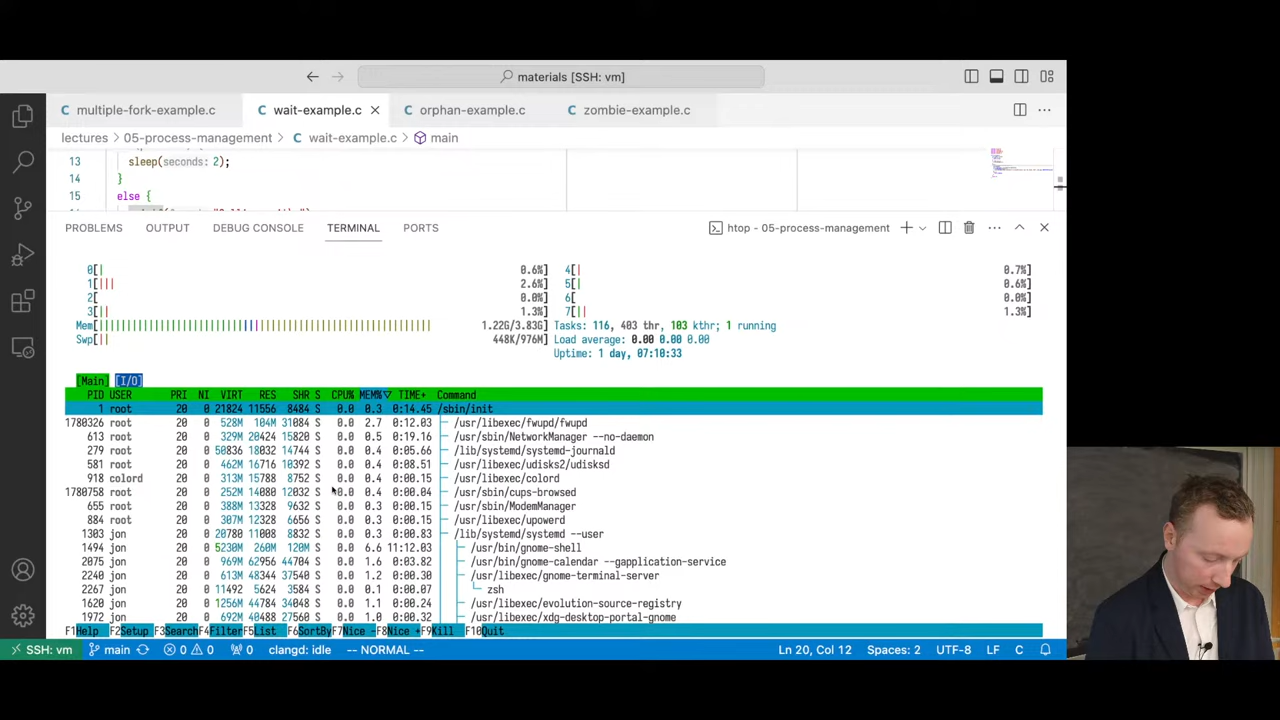 materials [SSH: vm]
multiple-fork-example.c wait-example.c orphan-example.c zombie-example.c
lectures > 05-process-management > wait-example.c > main
13 sleep(seconds: 2);
14 }
15 else {
PROBLEMS OUTPUT DEBUG CONSOLE TERMINAL PORTS htop - 05-process-management
0[| 0.6%] 4[| 0.7%]
1[||| 2.6%] 5[| 0.6%]
2[ 0.0%] 6[ 0.0%]
3[|| 1.3%] 7[|| 1.3%]
Mem[ 1.22G/3.83G] Tasks: 116, 403 thr, 103 kthr; 1 running
Swp[|| 448K/976M] Load average: 0.00 0.00 0.00
Uptime: 1 day, 07:10:33
[Main] [I/O]
PID USER PRI NI VIRT RES SHR S CPU% MEM%▽ TIME+ Command
1 root 20 0 21824 11556 8484 S 0.0 0.3 0:14.45 /sbin/init
1780326 root 20 0 528M 104M 31084 S 0.0 2.7 0:12.03 /usr/libexec/fwupd/fwupd
613 root 20 0 329M 20424 15820 S 0.0 0.5 0:19.16 /usr/sbin/NetworkManager --no-daemon
279 root 20 0 50836 18032 14744 S 0.0 0.4 0:05.66 /lib/systemd/systemd-journald
581 root 20 0 462M 16716 10392 S 0.0 0.4 0:08.51 /usr/libexec/udisks2/udisksd
918 colord 20 0 313M 15788 8752 S 0.0 0.4 0:00.15 /usr/libexec/colord
1780758 root 20 0 252M 14080 12032 S 0.0 0.4 0:00.04 /usr/sbin/cups-browsed
655 root 20 0 388M 13328 9632 S 0.0 0.3 0:00.15 /usr/sbin/ModemManager
884 root 20 0 307M 12328 6656 S 0.0 0.3 0:00.15 /usr/libexec/upowerd
1303 jon 20 0 20780 11008 8832 S 0.0 0.3 0:00.83 /lib/systemd/systemd --user
1494 jon 20 0 5230M 260M 120M S 0.0 6.6 11:12.03 /usr/bin/gnome-shell
2075 jon 20 0 969M 62956 44704 S 0.0 1.6 0:03.82 /usr/bin/gnome-calendar --gapplication-service
2240 jon 20 0 613M 48344 37540 S 0.0 1.2 0:00.30 /usr/libexec/gnome-terminal-server
2267 jon 20 0 11492 5624 3584 S 0.0 0.1 0:00.07 zsh
1620 jon 20 0 1256M 44784 34048 S 0.0 1.1 0:00.24 /usr/libexec/evolution-source-registry
1972 jon 20 0 692M 40488 27560 S 0.0 1.0 0:00.32 /usr/libexec/xdg-desktop-portal-gnome
F1Help F2Setup F3Search F4Filter F5List F6SortBy F7Nice - F8Nice + F9Kill F10Quit
SSH: vm main 0 0 0 clangd: idle -- NORMAL -- Ln 20, Col 12 Spaces: 2 UTF-8 LF C